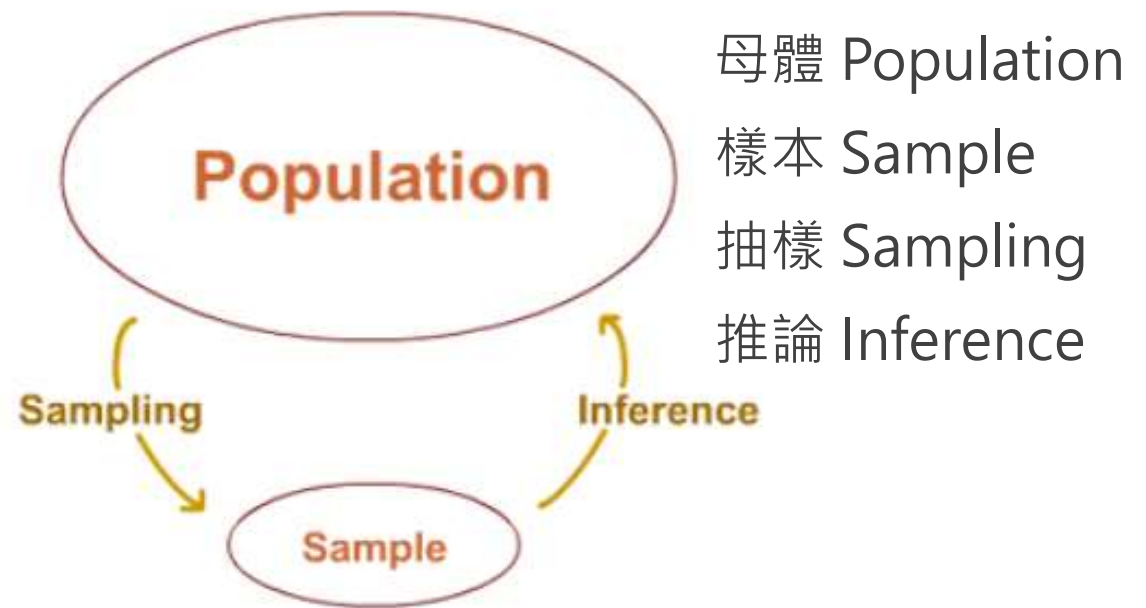 Population
Sampling
Inference
Sample
母體 Population
樣本 Sample
抽樣 Sampling
推論 Inference